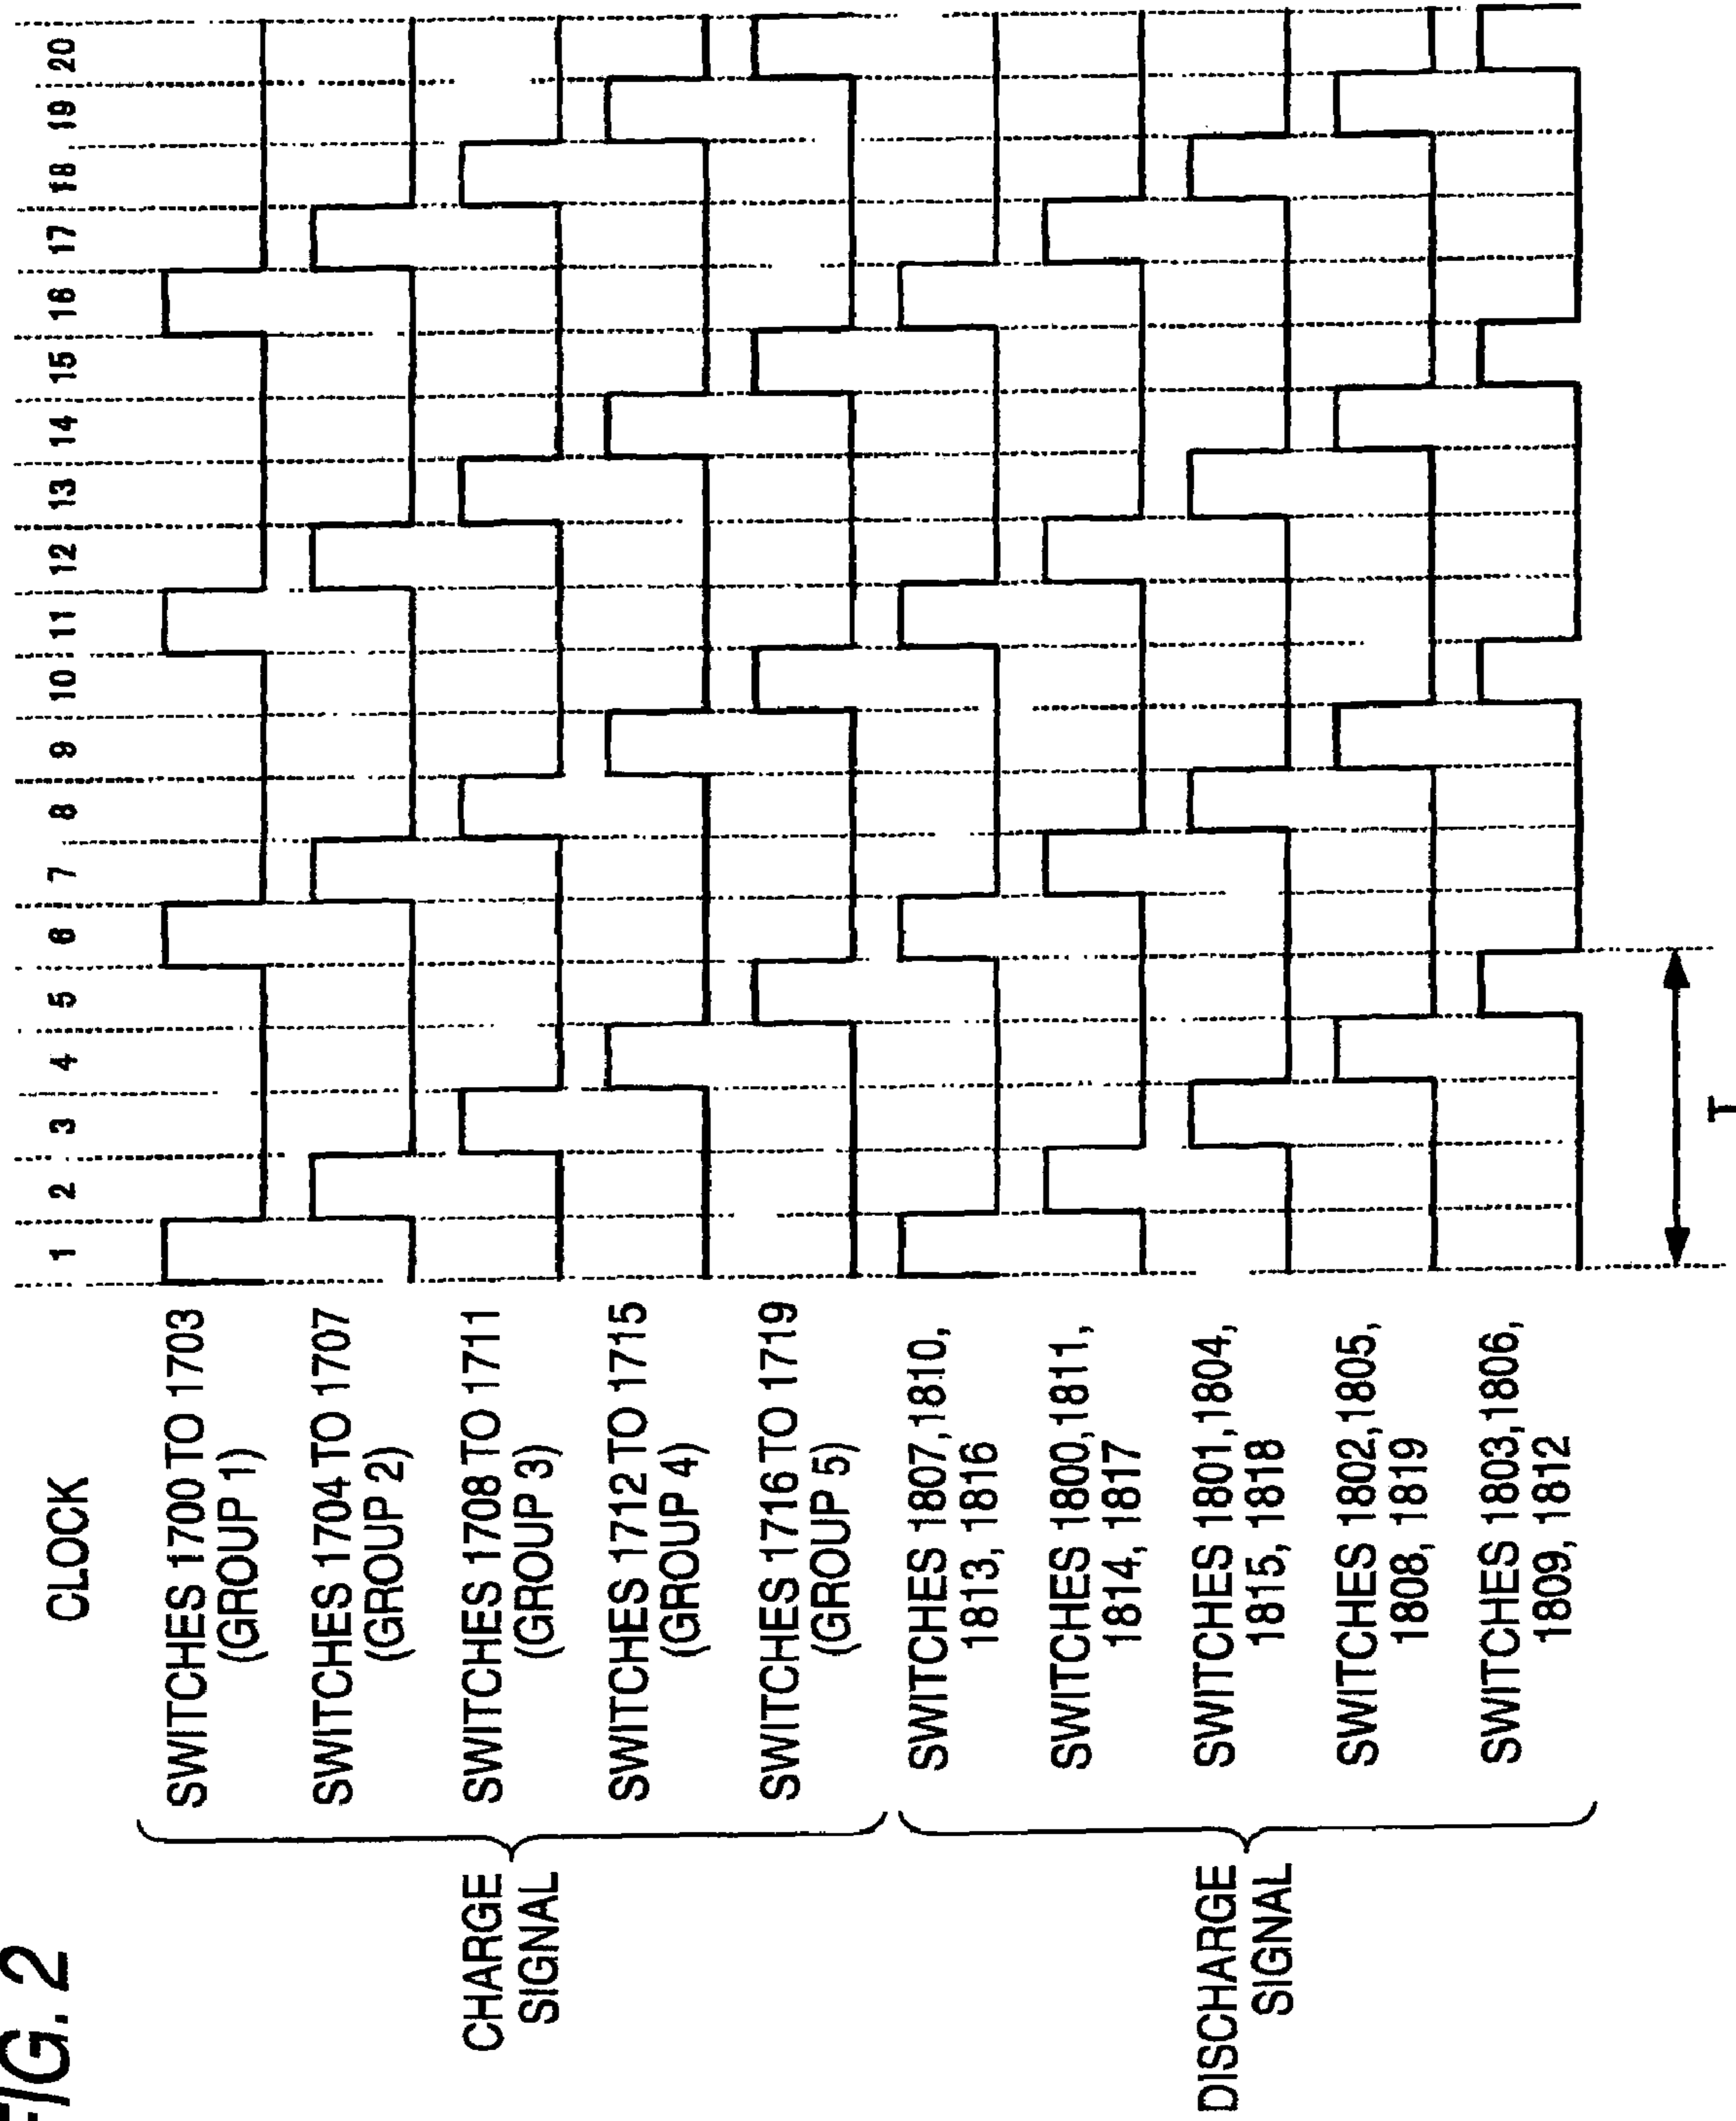 FIG. 2
CLOCK
1 2 3 4 5 6 7 8 9 10 11 12 13 14 15 16 17 18 19 20
CHARGE
SIGNAL
SWITCHES 1700 TO 1703
(GROUP 1)
SWITCHES 1704 TO 1707
(GROUP 2)
SWITCHES 1708 TO 1711
(GROUP 3)
SWITCHES 1712 TO 1715
(GROUP 4)
SWITCHES 1716 TO 1719
(GROUP 5)
DISCHARGE
SIGNAL
SWITCHES 1807,1810,
1813, 1816
SWITCHES 1800,1811,
1814, 1817
SWITCHES 1801,1804,
1815, 1818
SWITCHES 1802,1805,
1808, 1819
SWITCHES 1803,1806,
1809, 1812
T